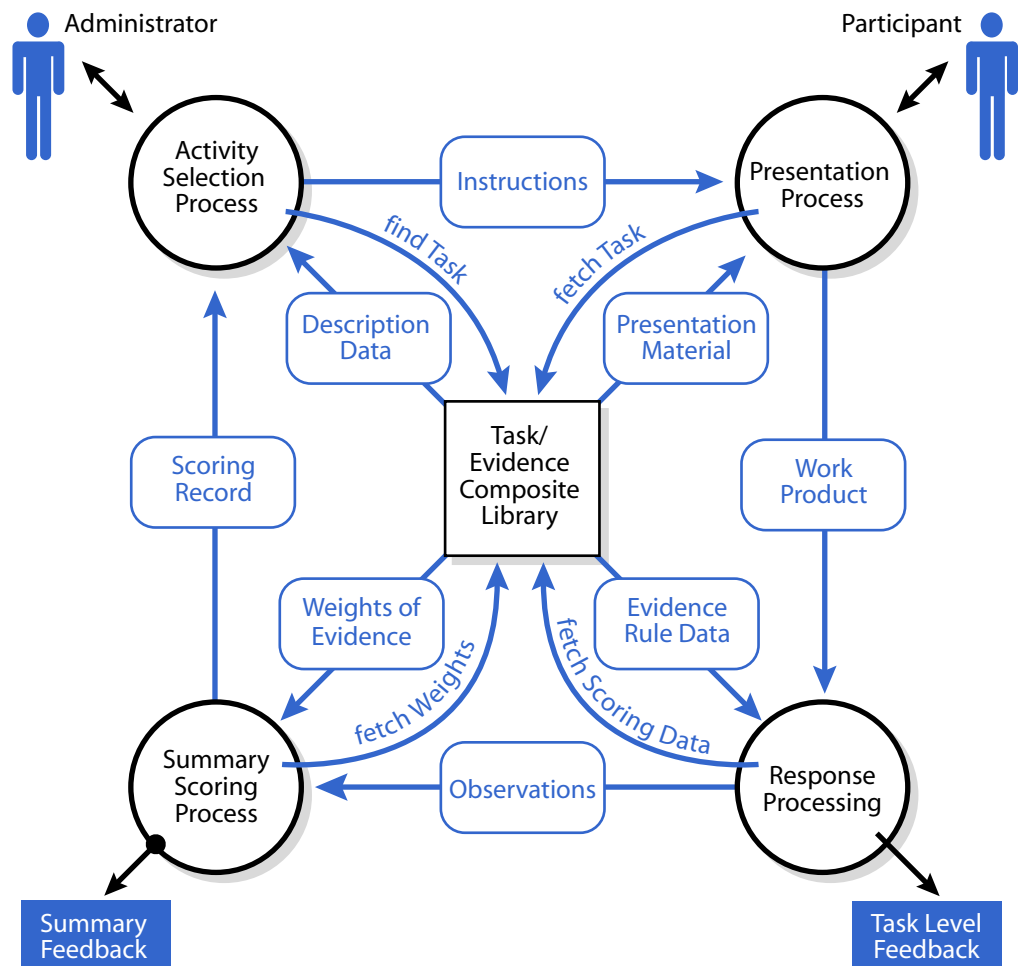 Administrator
Participant
Activity
Selection
Process
Instructions
Presentation
Process
find Task
fetch Task
Description
Data
Presentation
Material
Task/
Evidence
Composite
Library
Scoring
Record
Work
Product
Weights of
Evidence
Evidence
Rule Data
fetch Weights
fetch Scoring Data
Summary
Scoring
Process
Observations
Response
Processing
Summary
Feedback
Task Level
Feedback